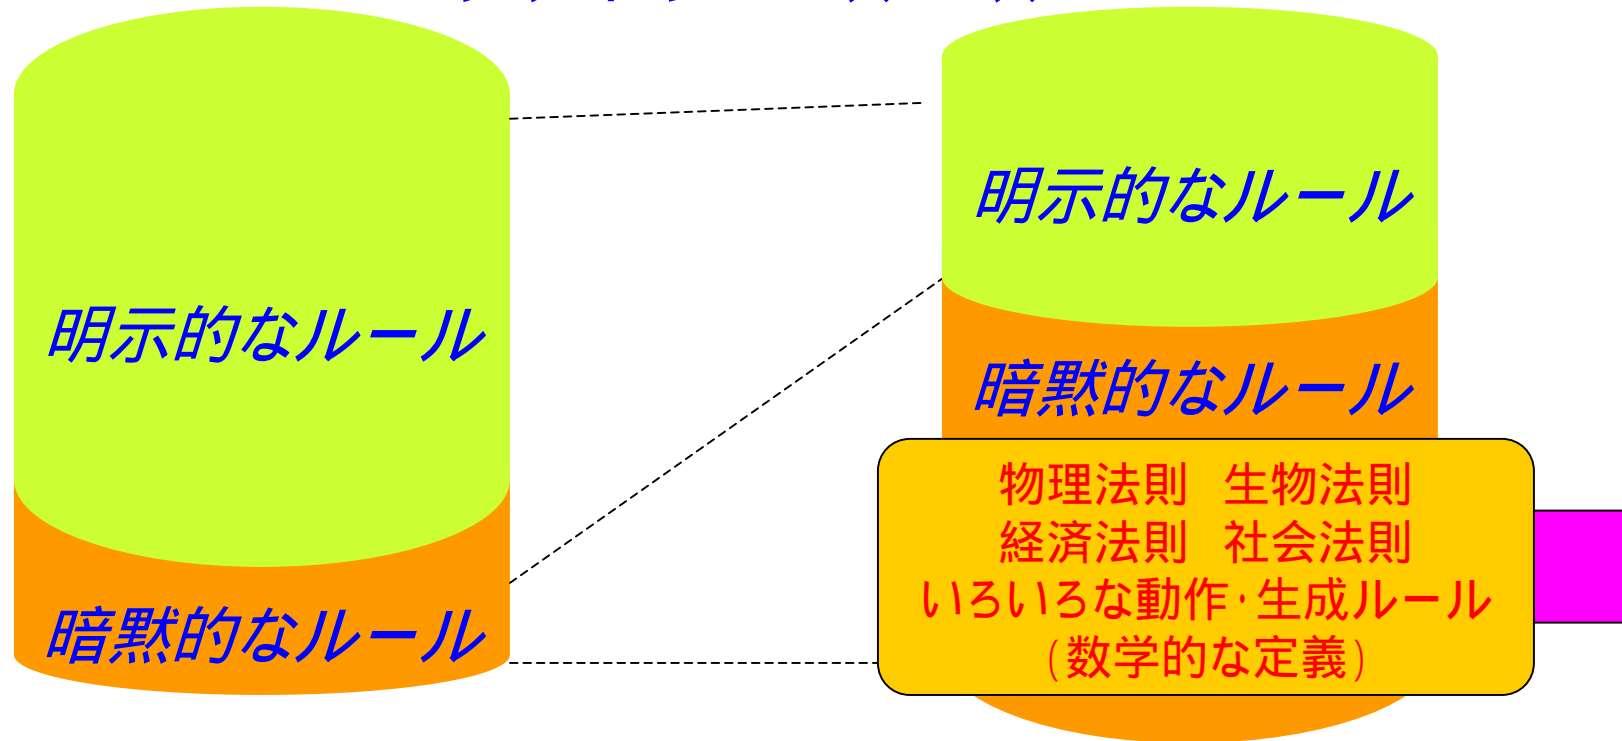 明示的なルール
暗黙的なルール
明示的なルール
暗黙的なルール
物理法則 生物法則
経済法則 社会法則
いろいろな動作・生成ルール
(数学的な定義)